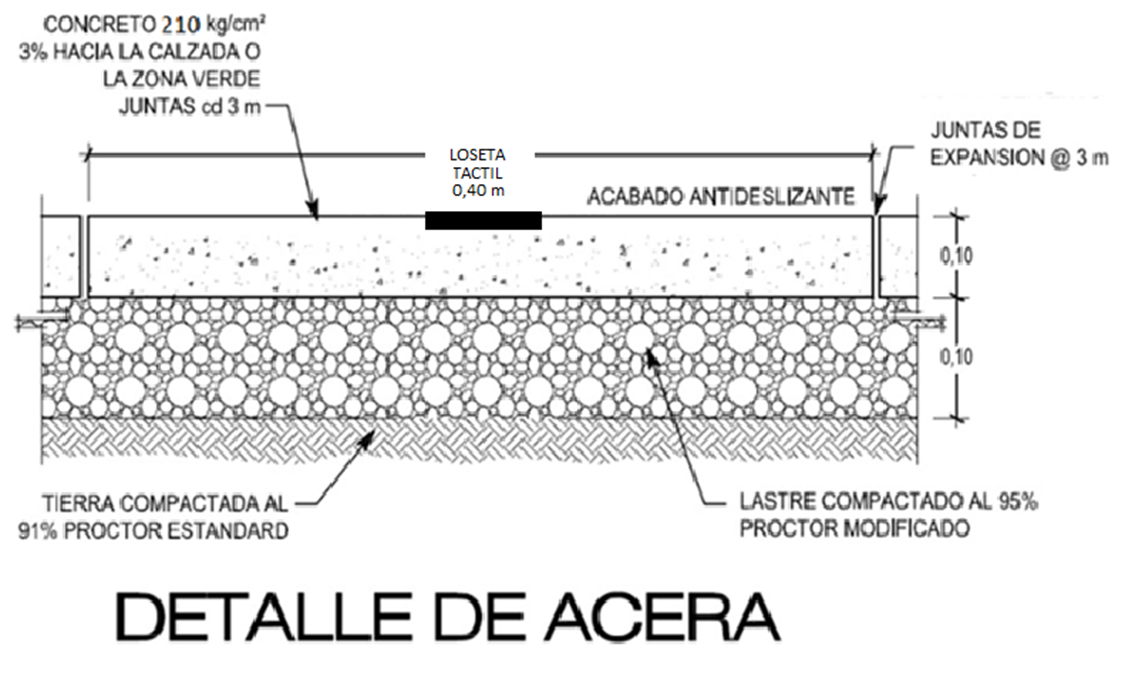 CONCRETO 210 kg/cm²
3% HACIA LA CALZADA O
LA ZONA VERDE
JUNTAS cd 3 m
LOSETA
TACTIL
0,40 m
JUNTAS DE
EXPANSION @ 3 m
ACABADO ANTIDESLIZANTE
0,10
0,10
TIERRA COMPACTADA AL
91% PROCTOR ESTANDARD
LASTRE COMPACTADO AL 95%
PROCTOR MODIFICADO
DETALLE DE ACERA